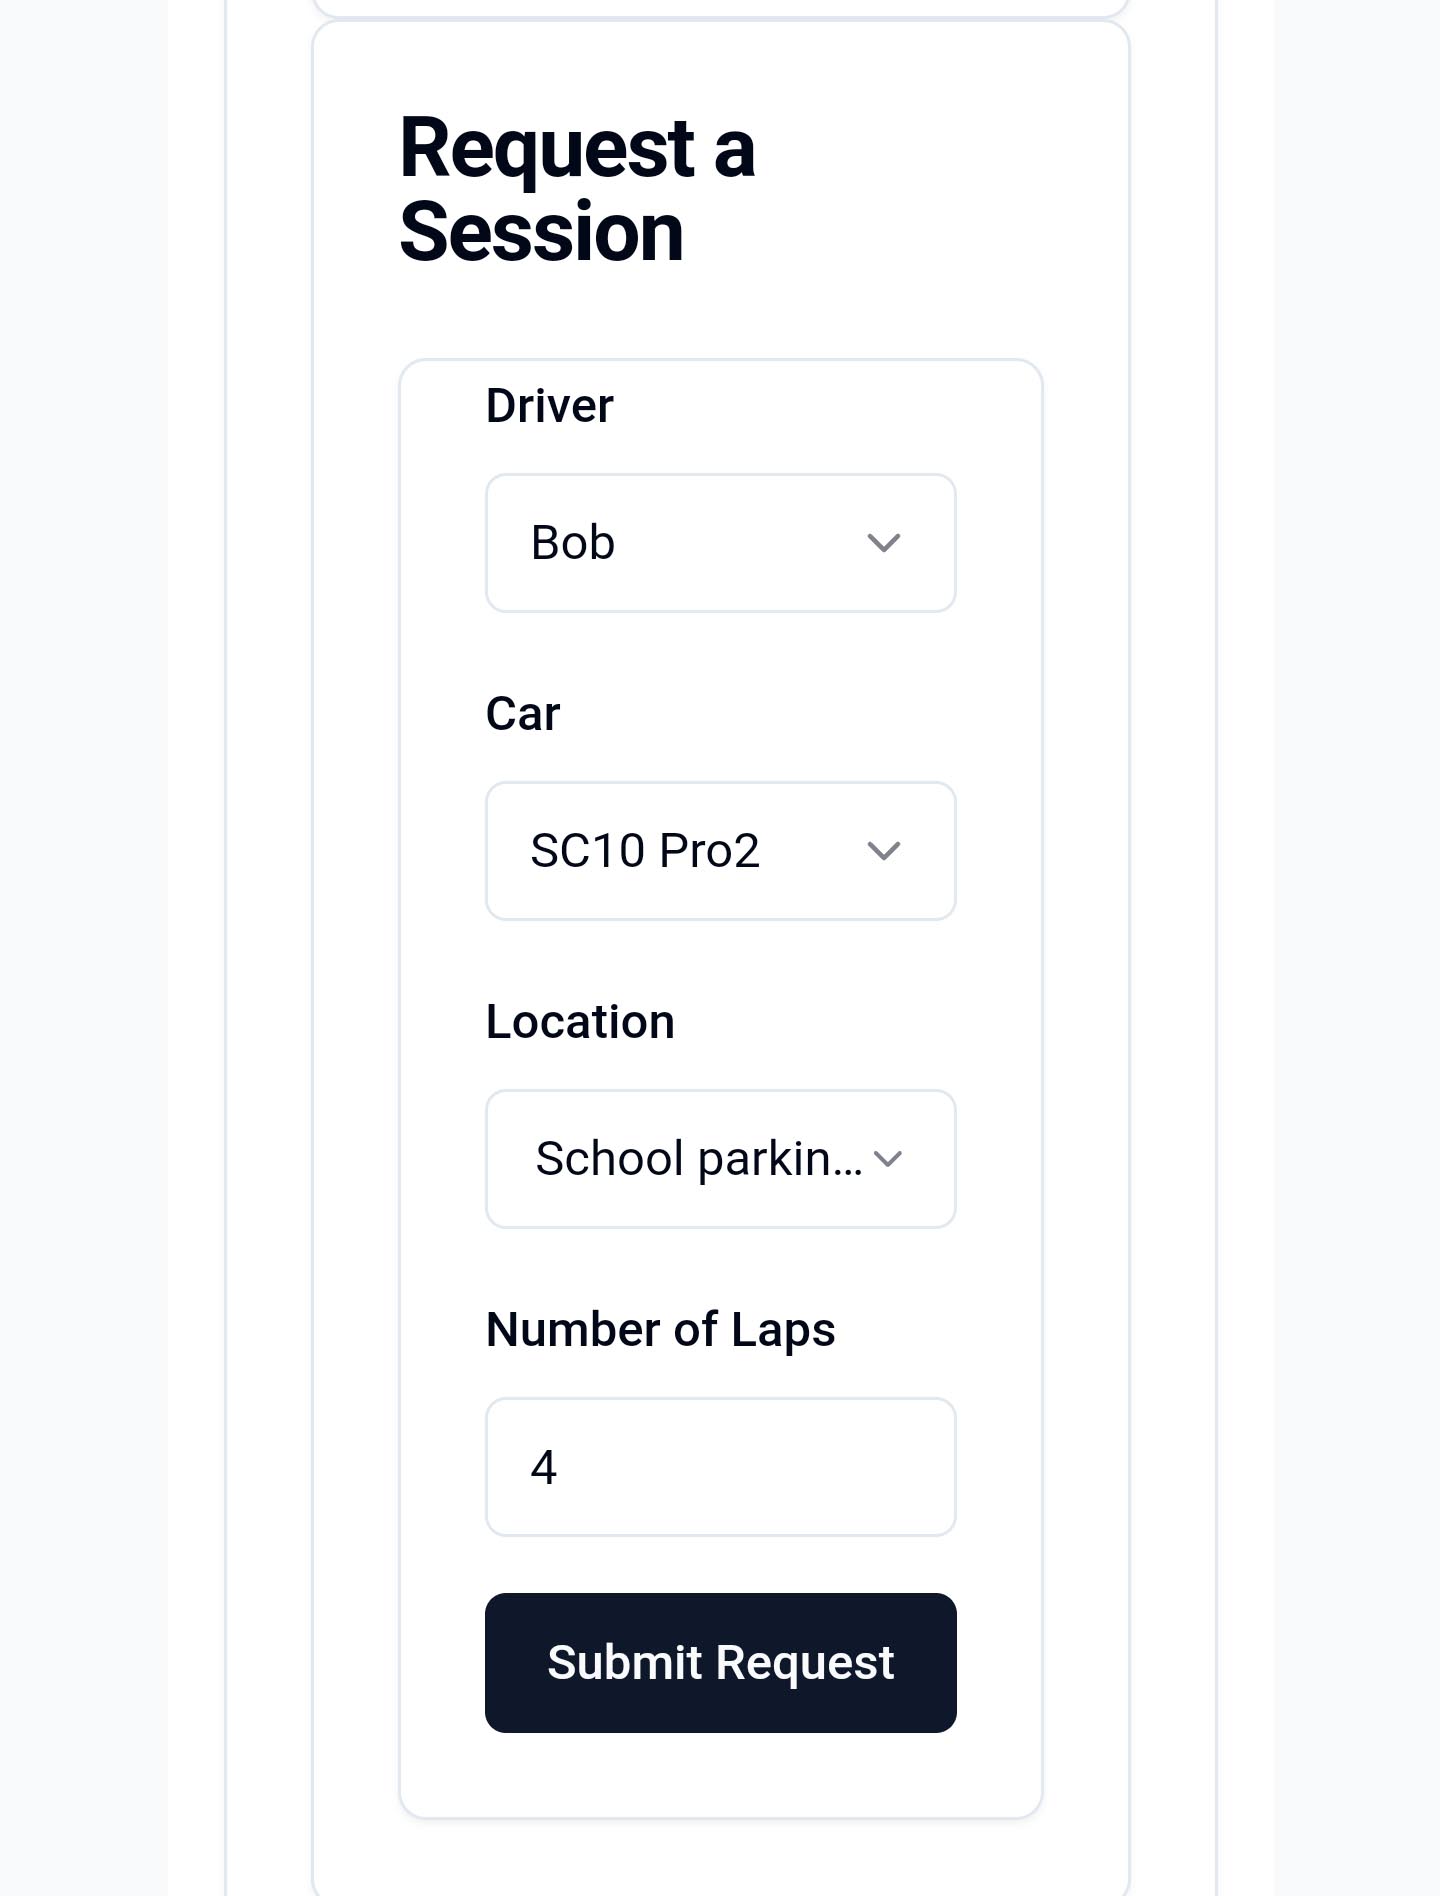 Request a
Session
Driver
Bob
Car
SC10 Pro2
Location
School parkin...
Number of Laps
4
Submit Request